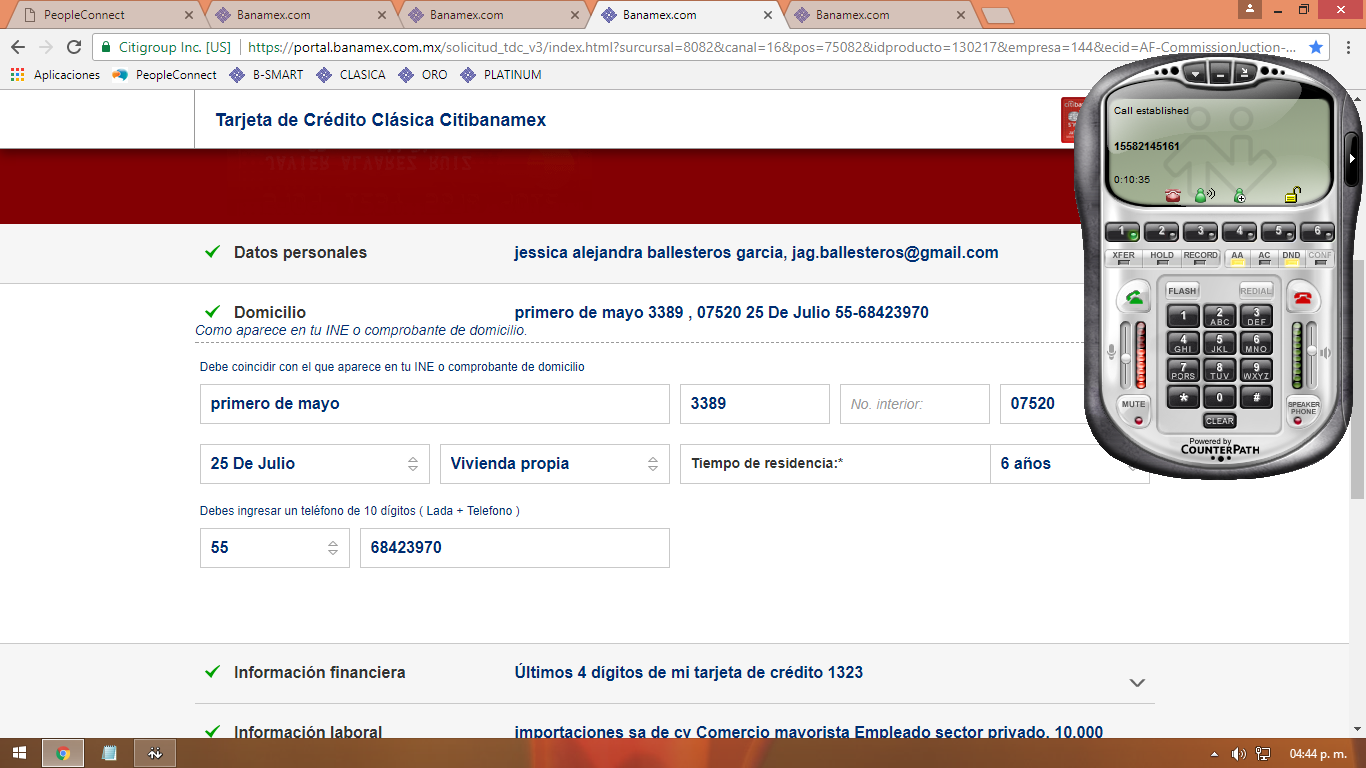 PeopleConnect
Banamex.com
Banamex.com
Banamex.com
Banamex.com
Citigroup Inc. [US]
https://portal.banamex.com.mx/solicitud_tdc_v3/index.html?surcursal=8082&canal=16&pos=75082&idproducto=130217&empresa=144&ecid=AF-CommissionJuction-...
Aplicaciones
PeopleConnect
B-SMART
CLASICA
ORO
PLATINUM
Tarjeta de Crédito Clásica Citibanamex
JAVIER ALVAREZ RUIZ
Datos personales
jessica alejandra ballesteros garcia, jag.ballesteros@gmail.com
Domicilio
primero de mayo 3389 , 07520 25 De Julio 55-68423970
Como aparece en tu INE o comprobante de domicilio.
Debe coincidir con el que aparece en tu INE o comprobante de domicilio
primero de mayo
3389
No. interior:
07520
25 De Julio
Vivienda propia
Tiempo de residencia:*
6 años
Debes ingresar un teléfono de 10 dígitos ( Lada + Telefono )
55
68423970
Información financiera
Últimos 4 dígitos de mi tarjeta de crédito 1323
Información laboral
importaciones sa de cv Comercio mayorista Empleado sector privado, 10,000
Call established
15582145161
0:10:35
1 2 3 4 5 6
XFER HOLD RECORD AA AC DND CONF
FLASH
REDIAL
1
2 ABC
3 DEF
4 GHI
5 JKL
6 MNO
7 PQRS
8 TUV
9 WXYZ
* 0 #
MUTE
SPEAKER PHONE
CLEAR
Powered by
COUNTERPATH
04:44 p. m.